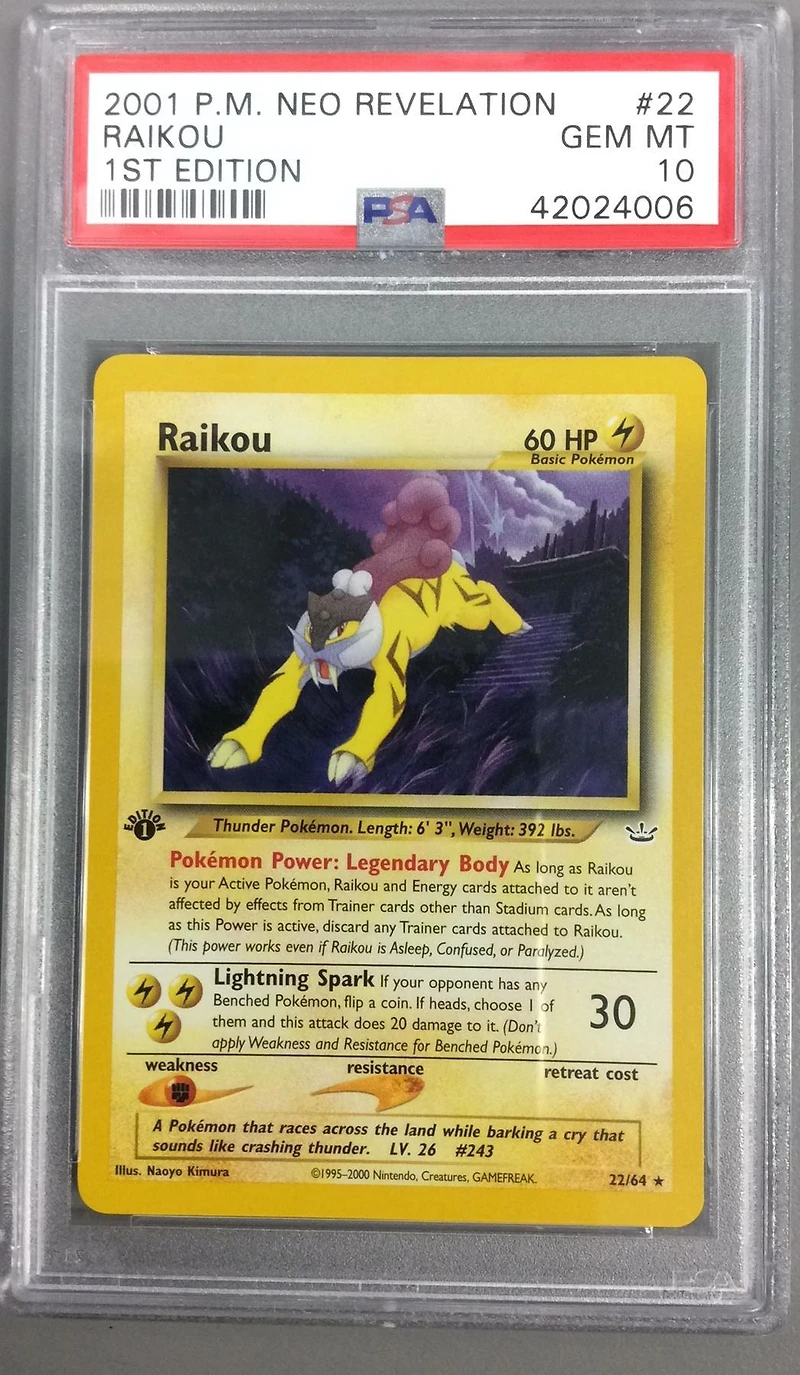 2001 P.M. NEO REVELATION #22
RAIKOU GEM MT
1ST EDITION 10
PSA 42024006
Raikou 60 HP
Basic Pokémon
EDITION 1
Thunder Pokémon. Length: 6' 3", Weight: 392 lbs.
Pokémon Power: Legendary Body As long as Raikou
is your Active Pokémon, Raikou and Energy cards attached to it aren't
affected by effects from Trainer cards other than Stadium cards. As long
as this Power is active, discard any Trainer cards attached to Raikou.
(This power works even if Raikou is Asleep, Confused, or Paralyzed.)
Lightning Spark If your opponent has any
Benched Pokémon, flip a coin. If heads, choose 1 of
them and this attack does 20 damage to it. (Don't
apply Weakness and Resistance for Benched Pokémon.)
30
weakness resistance retreat cost
A Pokémon that races across the land while barking a cry that
sounds like crashing thunder. LV. 26 #243
Illus. Naoyo Kimura ©1995-2000 Nintendo, Creatures, GAMEFREAK. 22/64 ★
PSA